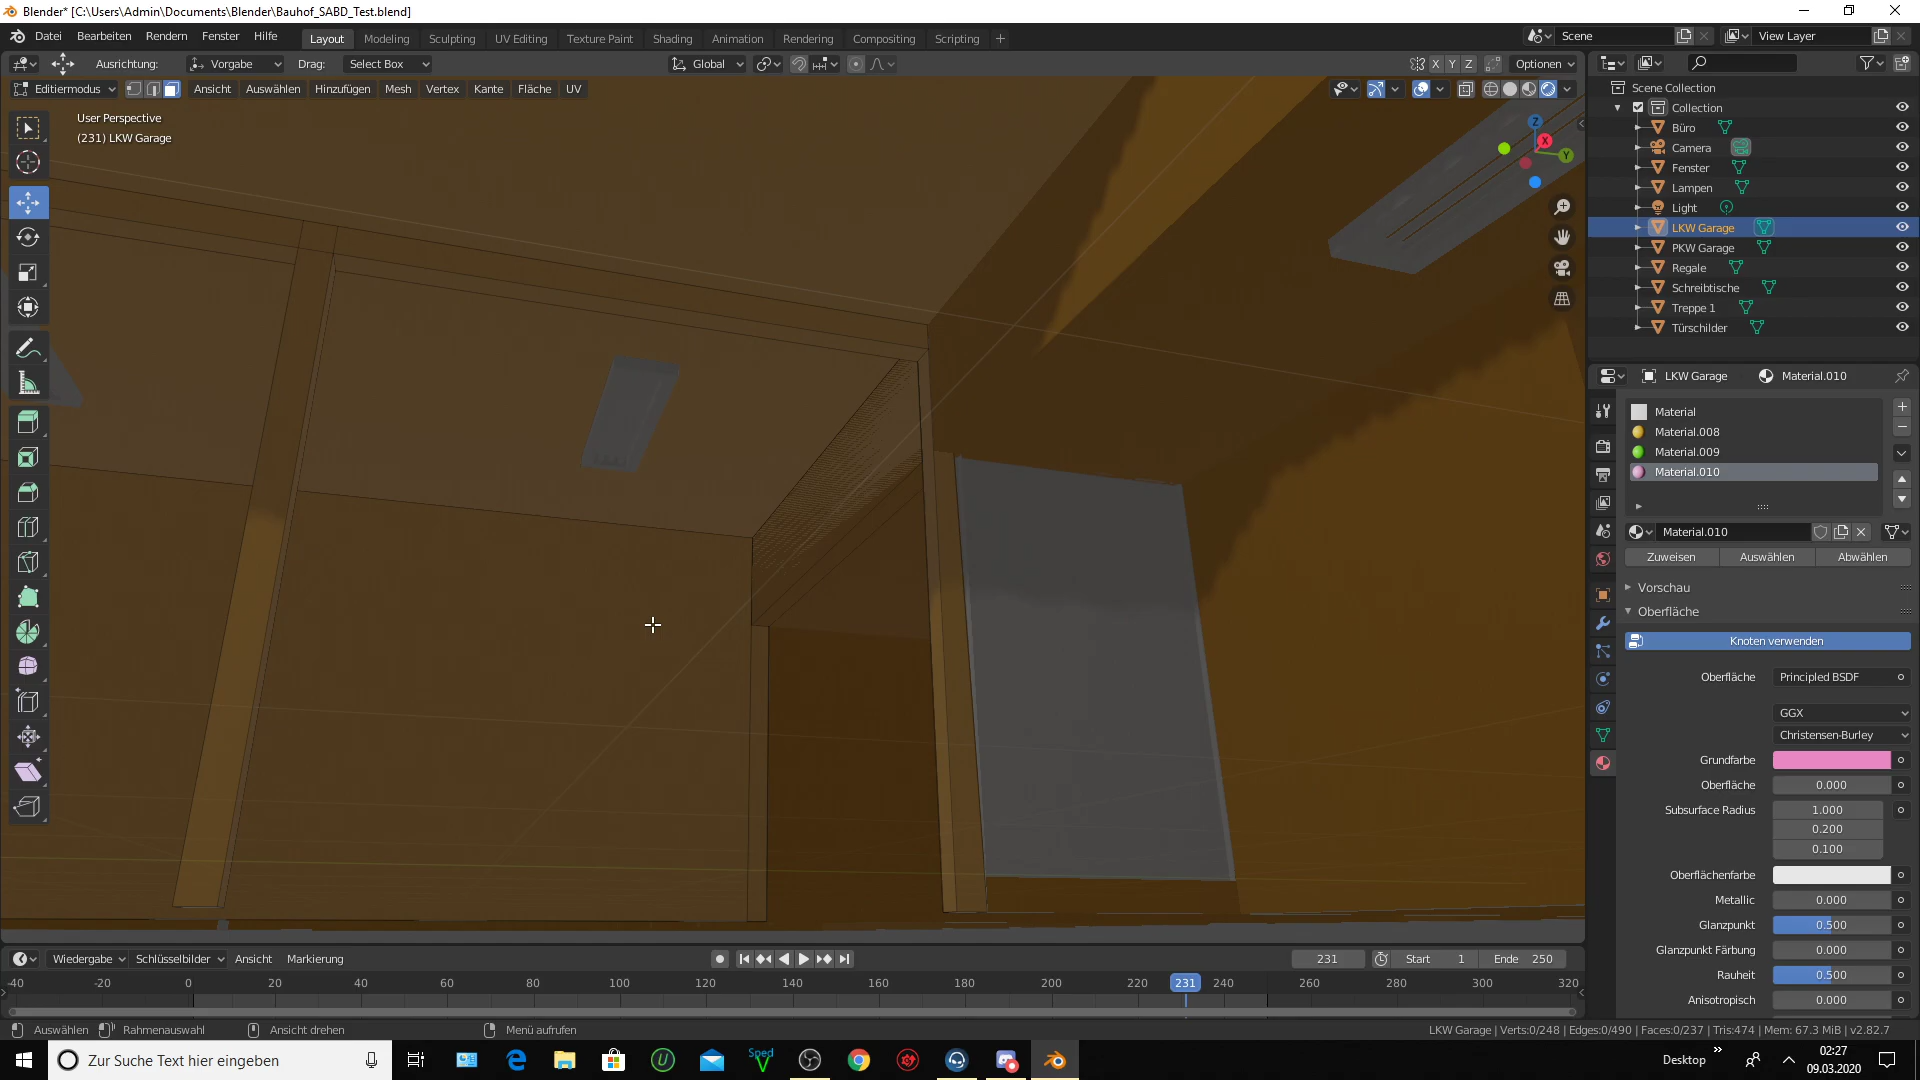 Blender* [C:\Users\Admin\Documents\Blender\Bauhof_SABD_Test.blend]
Datei Bearbeiten Rendern Fenster Hilfe Layout Modeling Sculpting UV Editing Texture Paint Shading Animation Rendering Compositing Scripting + Scene View Layer
Ausrichtung: Vorgabe Drag: Select Box Global X Y Z Optionen
Editiermodus Ansicht Auswählen Hinzufügen Mesh Vertex Kante Fläche UV
User Perspective
(231) LKW Garage
Z
X
Y
Scene Collection
Collection
Büro
Camera
Fenster
Lampen
Light
LKW Garage
PKW Garage
Regale
Schreibtische
Treppe 1
Türschilder
LKW Garage Material.010
Material
Material.008
Material.009
Material.010
Material.010
Zuweisen Auswählen Abwählen
Vorschau
Oberfläche
Knoten verwenden
Oberfläche Principled BSDF
GGX
Christensen-Burley
Grundfarbe
Oberfläche 0.000
Subsurface Radius 1.000
0.200
0.100
Oberflächenfarbe
Metallic 0.000
Glanzpunkt 0.500
Glanzpunkt Färbung 0.000
Rauheit 0.500
Anisotropisch 0.000
Wiedergabe Schlüsselbilder Ansicht Markierung 231 Start 1 Ende 250
-40 -20 0 20 40 60 80 100 120 140 160 180 200 220 231 240 260 280 300 320
Auswählen Rahmenauswahl Ansicht drehen Menü aufrufen LKW Garage | Verts:0/248 | Edges:0/490 | Faces:0/237 | Tris:474 | Mem: 67.3 MiB | v2.82.7
Zur Suche Text hier eingeben Sped V Desktop » 02:27
09.03.2020